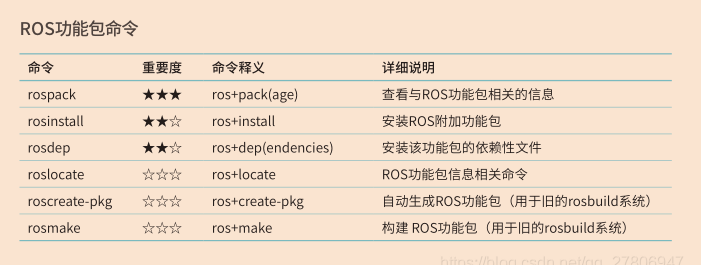 ROS功能包命令
命令 重要度 命令释义 详细说明
rospack ★★★ ros+pack(age) 查看与ROS功能包相关的信息
rosinstall ★★☆ ros+install 安装ROS附加功能包
rosdep ★★☆ ros+dep(endencies) 安装该功能包的依赖性文件
roslocate ☆☆☆ ros+locate ROS功能包信息相关命令
roscreate-pkg ☆☆☆ ros+create-pkg 自动生成ROS功能包（用于旧的rosbuild系统）
rosmake ☆☆☆ ros+make 构建 ROS功能包（用于旧的rosbuild系统）
https://blog.csdn.net/qq_27806947